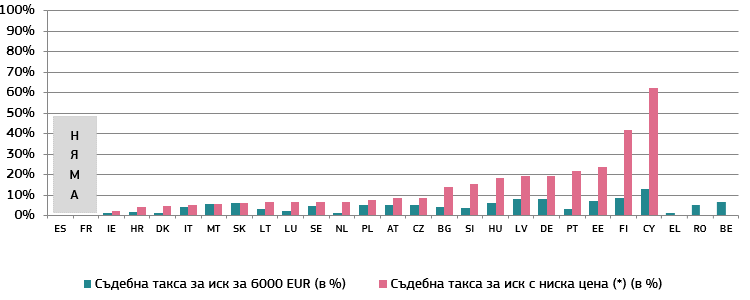 100%
90%
80%
70%
60%
50%
40%
30%
20%
10%
0%
Н
Я
М
А
ES FR IE HR DK IT MT SK LT LU SE NL PL AT CZ BG SI HU LV DE PT EE FI CY EL RO BE
Съдебна такса за иск за 6000 EUR (в %) Съдебна такса за иск с ниска цена (*) (в %)